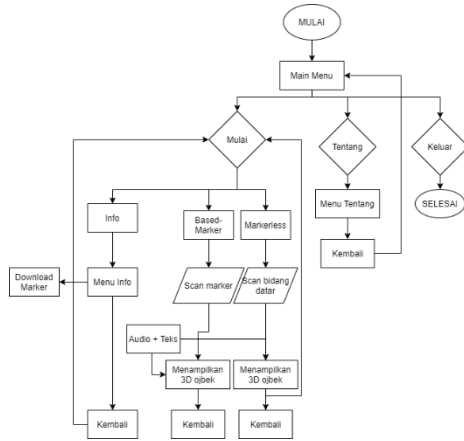 MULAI
Main Menu
Mulai
Tentang
Keluar
Info
Based-
Marker
Markerless
Menu Tentang
SELESAI
Kembali
Download
Marker
Menu Info
Scan marker
Scan bidang
datar
Audio + Teks
Menampilkan
3D ojbek
Menampilkan
3D ojbek
Kembali
Kembali
Kembali